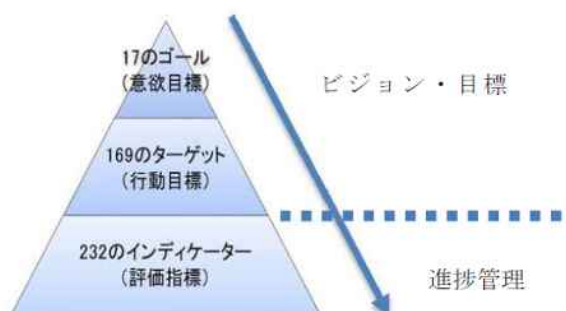 17のゴール
(意欲目標)
ビジョン・目標
169のターゲット
(行動目標)
232のインディケーター
(評価指標)
進捗管理